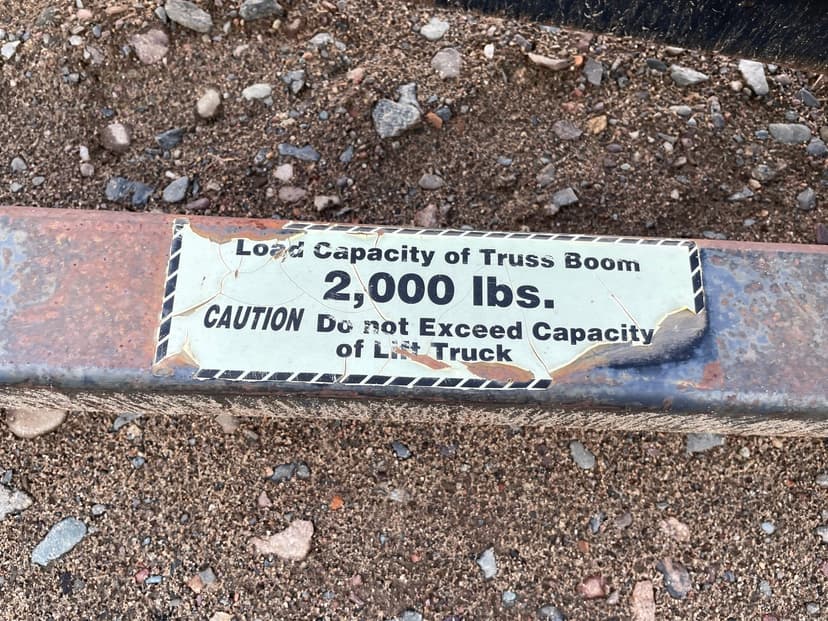 Load Capacity of Truss Boom
2,000 lbs.
CAUTION Do not Exceed Capacity
of Lift Truck